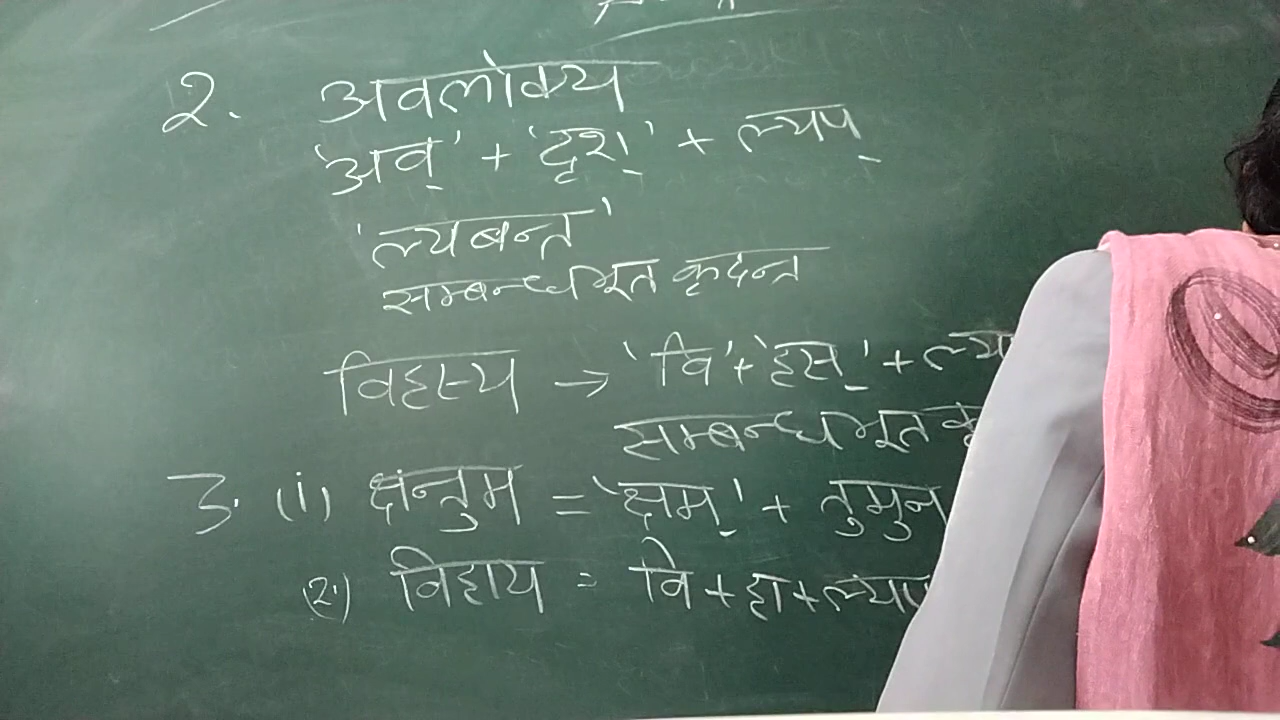 २. अवलोक्य
'अव्' + 'दृश्' + ल्यप्
'ल्यबन्त'
सम्बन्धभूत कृदन्त
विहस्य → 'वि' + 'हस्' + ल्य
सम्बन्धभूत कृ
३. (i) क्षन्तुम = 'क्षम्' + तुमुन
(२) विहाय = वि + हा + ल्यप